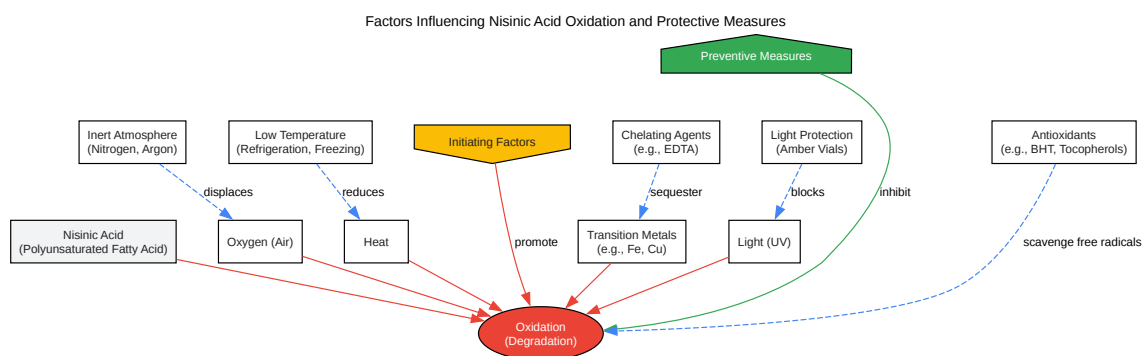 Factors Influencing Nisinic Acid Oxidation and Protective Measures
Preventive Measures
Inert Atmosphere
(Nitrogen, Argon)
Low Temperature
(Refrigeration, Freezing)
Initiating Factors
Chelating Agents
(e.g., EDTA)
Light Protection
(Amber Vials)
Antioxidants
(e.g., BHT, Tocopherols)
displaces
reduces
sequester
blocks
inhibit
Nisinic Acid
(Polyunsaturated Fatty Acid)
Oxygen (Air)
Heat
promote
Transition Metals
(e.g., Fe, Cu)
Light (UV)
scavenge free radicals
Oxidation
(Degradation)